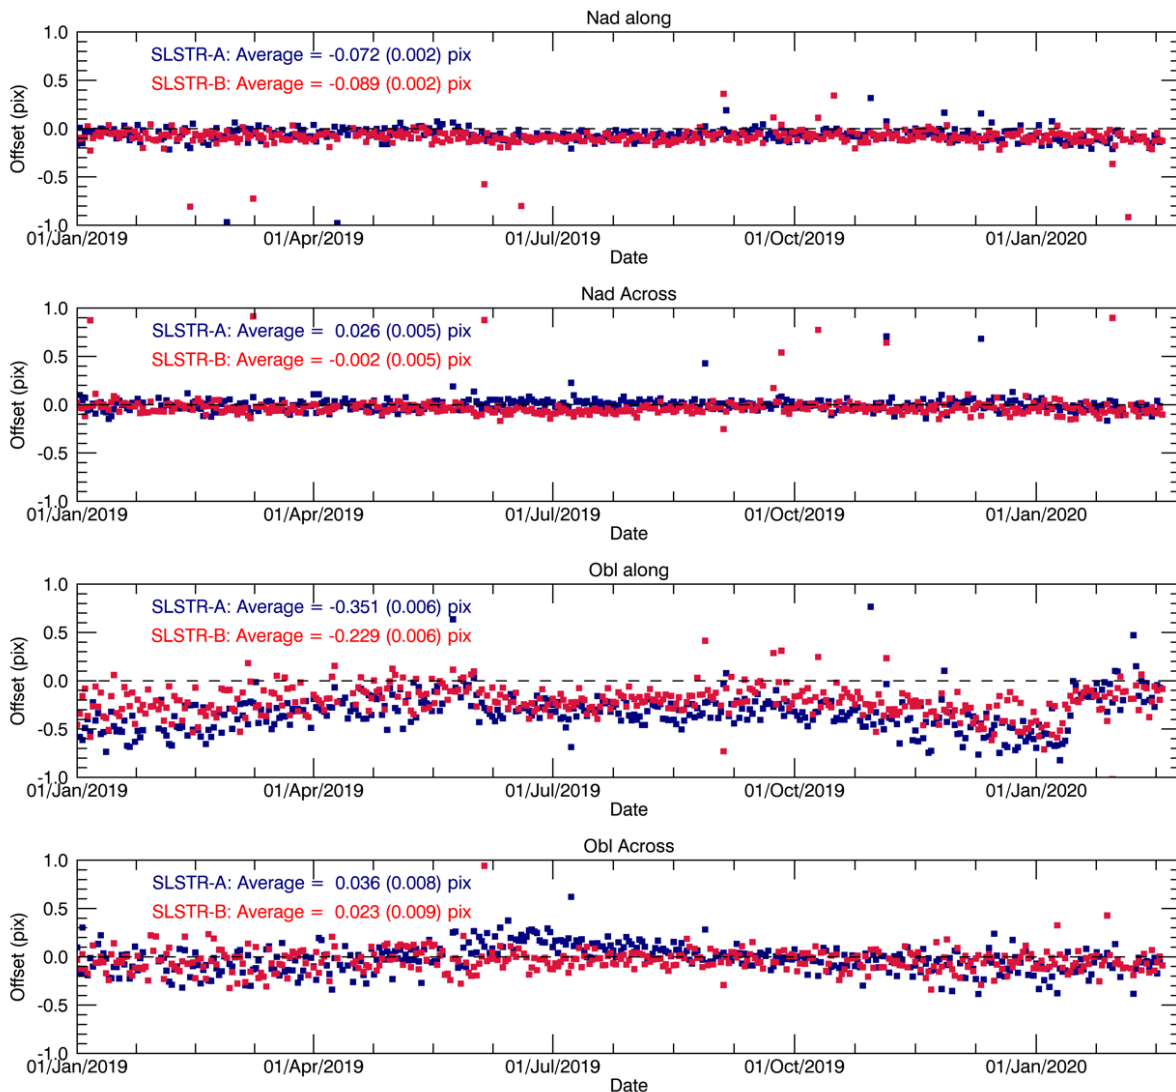 Nad along
1.0
SLSTR-A: Average = -0.072 (0.002) pix
SLSTR-B: Average = -0.089 (0.002) pix
0.5
0.0
-0.5
-1.0
Offset (pix)
01/Jan/2019 01/Apr/2019 01/Jul/2019 01/Oct/2019 01/Jan/2020
Date
Nad Across
1.0
SLSTR-A: Average = 0.026 (0.005) pix
SLSTR-B: Average = -0.002 (0.005) pix
0.5
0.0
-0.5
-1.0
Offset (pix)
01/Jan/2019 01/Apr/2019 01/Jul/2019 01/Oct/2019 01/Jan/2020
Date
Obl along
1.0
SLSTR-A: Average = -0.351 (0.006) pix
SLSTR-B: Average = -0.229 (0.006) pix
0.5
0.0
-0.5
-1.0
Offset (pix)
01/Jan/2019 01/Apr/2019 01/Jul/2019 01/Oct/2019 01/Jan/2020
Date
Obl Across
1.0
SLSTR-A: Average = 0.036 (0.008) pix
SLSTR-B: Average = 0.023 (0.009) pix
0.5
0.0
-0.5
-1.0
Offset (pix)
01/Jan/2019 01/Apr/2019 01/Jul/2019 01/Oct/2019 01/Jan/2020
Date